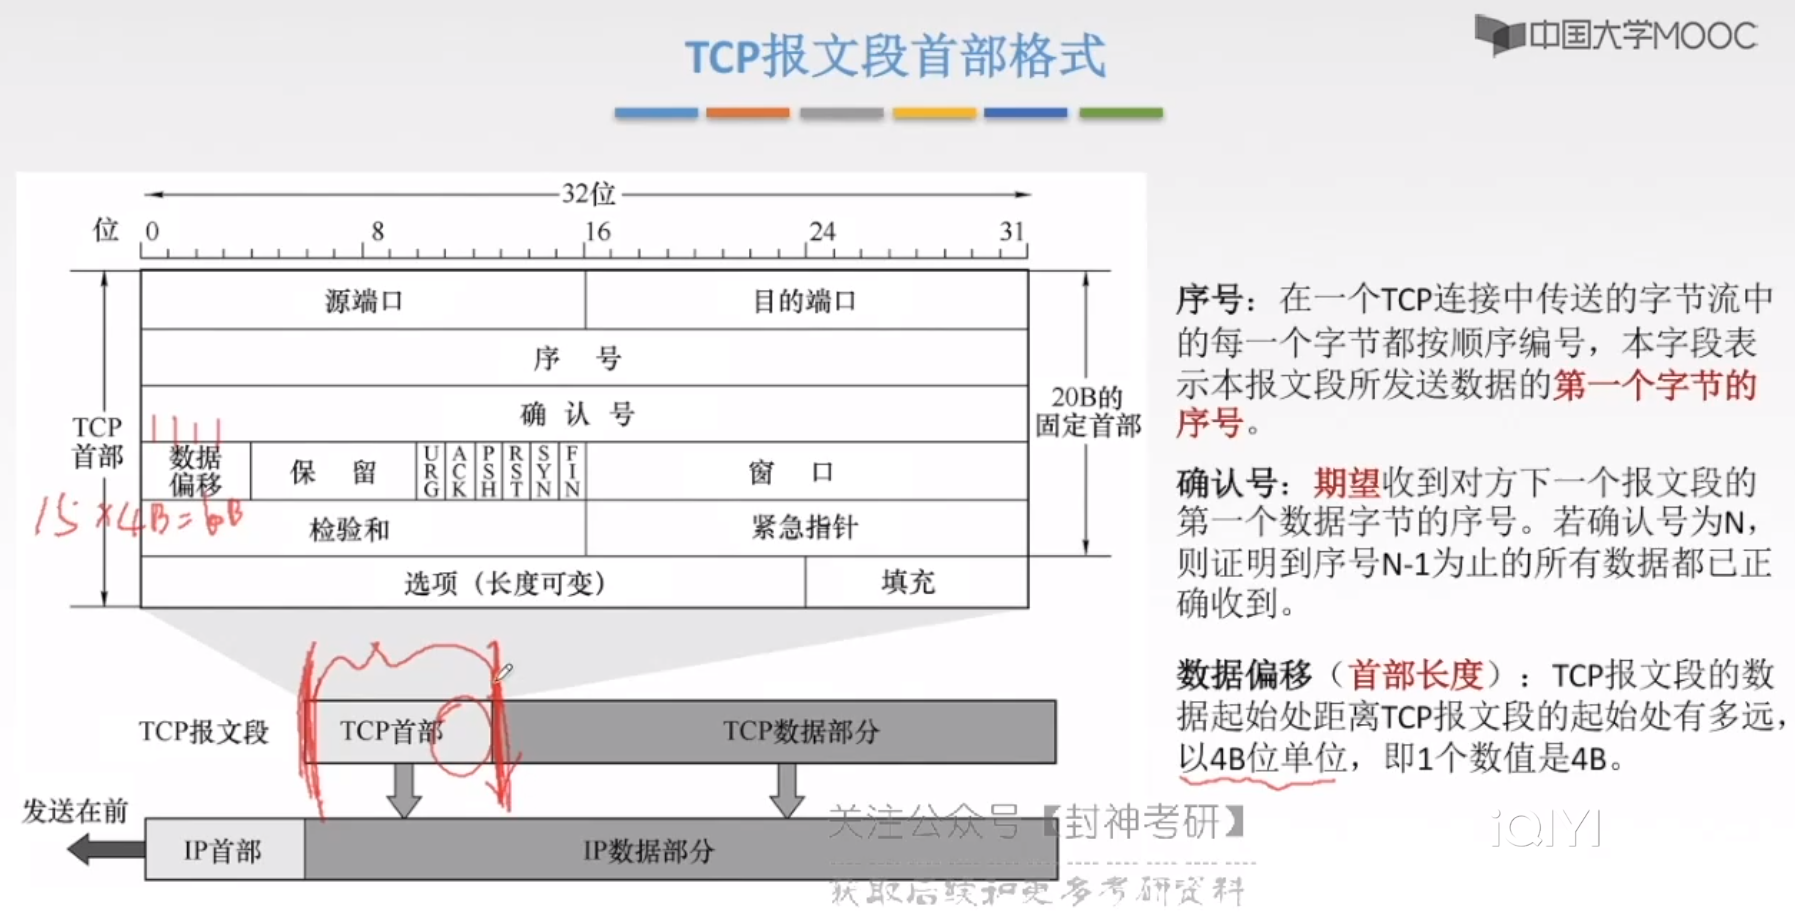 TCP报文段首部格式
中国大学MOOC
32位
位 0 8 16 24 31
源端口 目的端口
序 号
确 认 号
TCP
首部
1111
数据
偏移
保 留
URG
ACK
PSH
RST
SYN
FIN
窗 口
20B的
固定首部
15×4B=60B
检验和 紧急指针
选项（长度可变） 填充
TCP报文段 TCP首部 TCP数据部分
发送在前
IP首部 IP数据部分
序号：在一个TCP连接中传送的字节流中
的每一个字节都按顺序编号，本字段表
示本报文段所发送数据的第一个字节的
序号。
确认号：期望收到对方下一个报文段的
第一个数据字节的序号。若确认号为N，
则证明到序号N-1为止的所有数据都已正
确收到。
数据偏移（首部长度）：TCP报文段的数
据起始处距离TCP报文段的起始处有多远，
以4B位单位，即1个数值是4B。
关注公众号【封神考研】
获取后续和更多考研资料
iQIYI